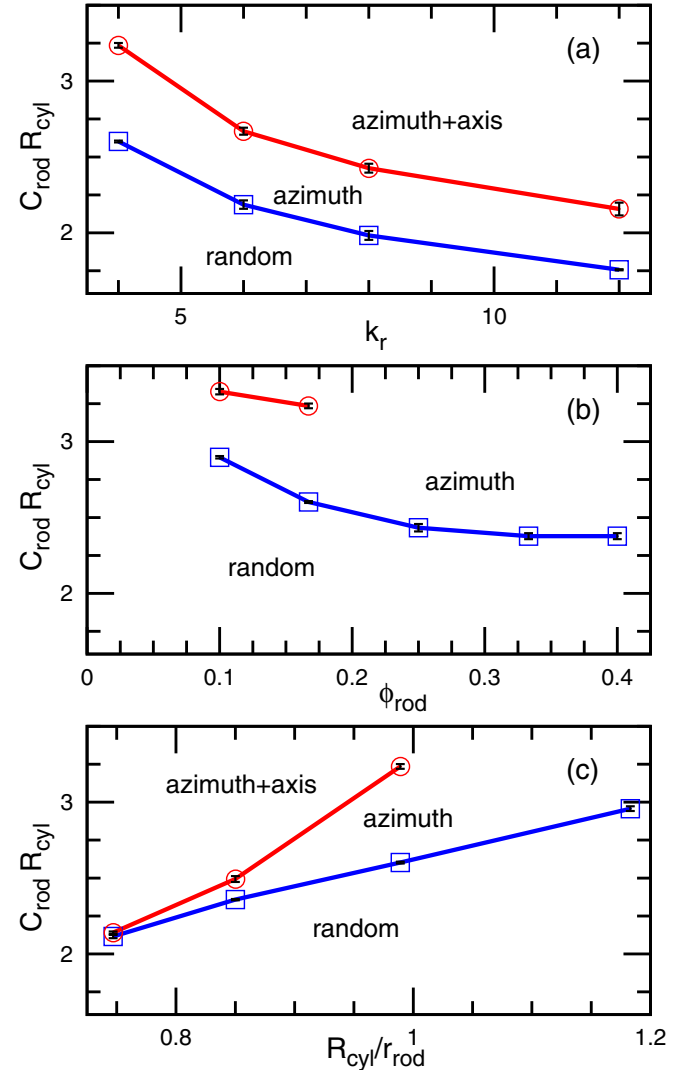 (a)
3
azimuth+axis
C_rod R_cyl
azimuth
2
random
5 10
k_r
(b)
3
C_rod R_cyl
azimuth
random
2
0 0.1 0.2 0.3 0.4
ϕ_rod
(c)
azimuth+axis
3
azimuth
C_rod R_cyl
random
2
0.8 1 1.2
R_cyl/r_rod